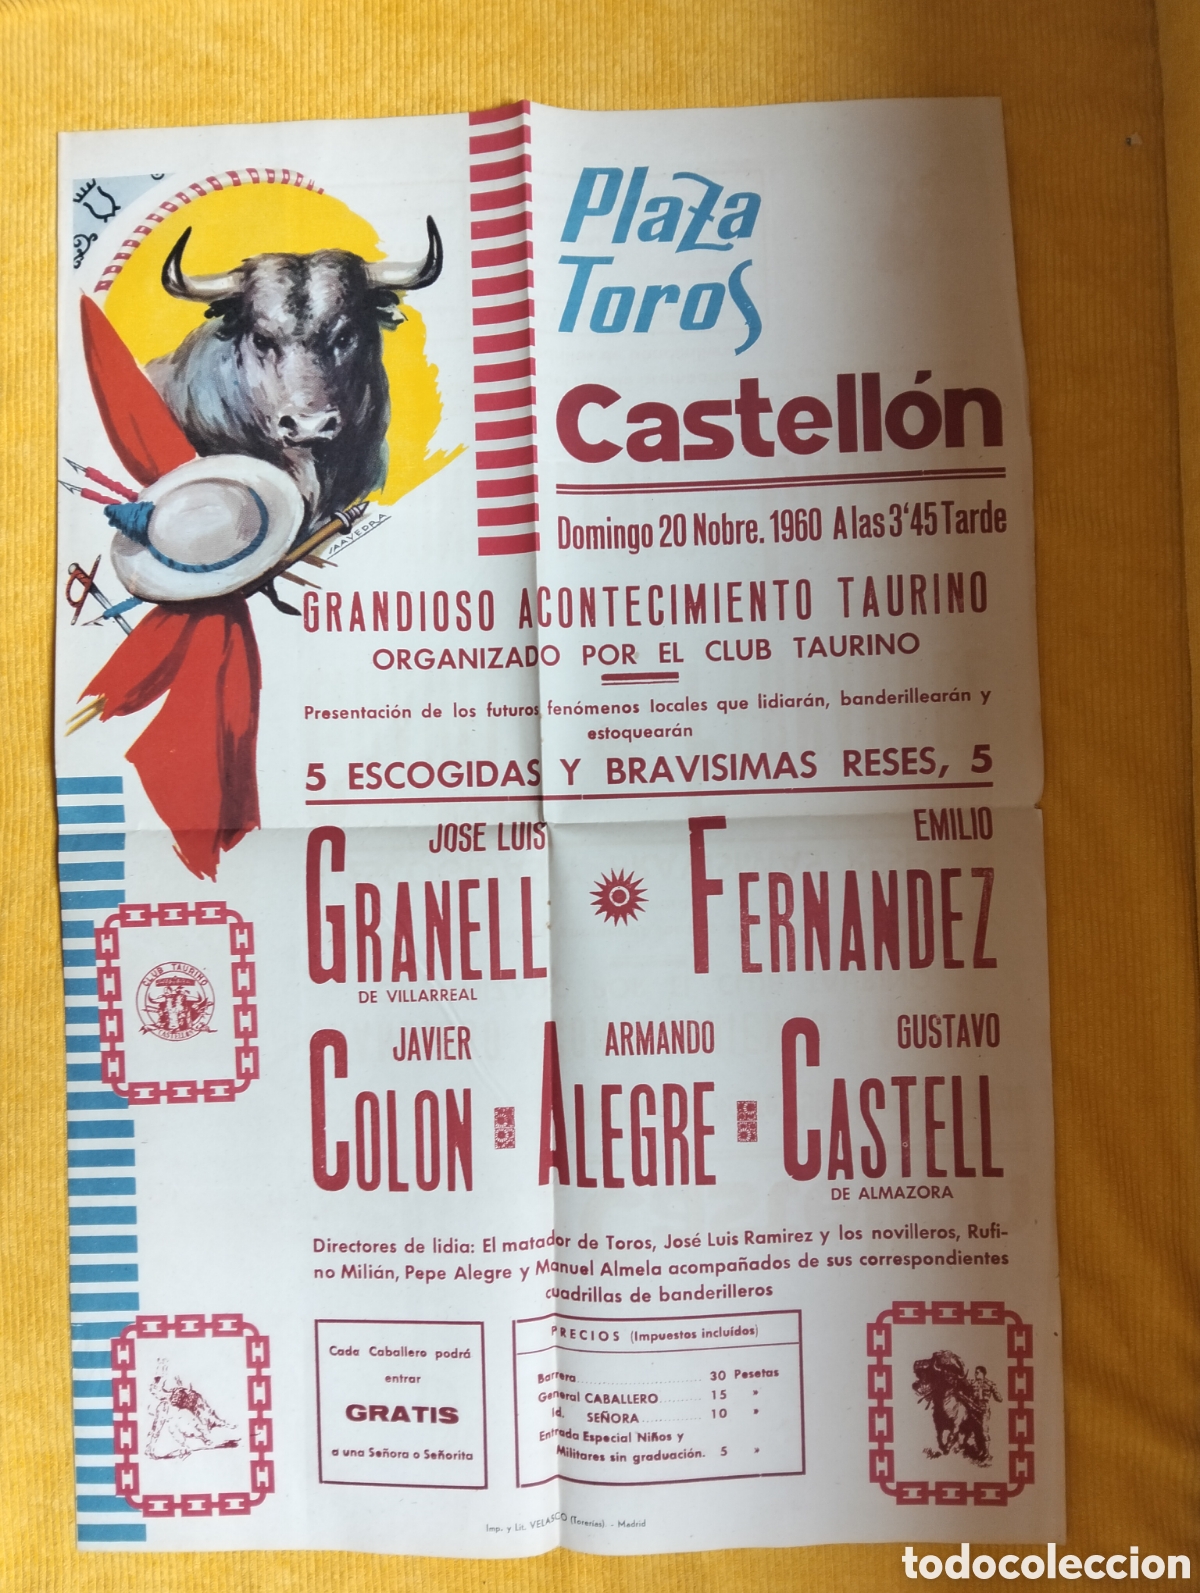 Plaza
Toros
Castellón
Domingo 20 Nobre. 1960 A las 3'45 Tarde
SAAVEDRA
GRANDIOSO ACONTECIMIENTO TAURINO
ORGANIZADO POR EL CLUB TAURINO
Presentación de los futuros fenómenos locales que lidiarán, banderillearán y
estoquearán
5 ESCOGIDAS Y BRAVISIMAS RESES, 5
JOSE LUIS
GRANELL
DE VILLARREAL
EMILIO
FERNANDEZ
CLUB TAURINO
JAVIER
COLON
ARMANDO
ALEGRE
GUSTAVO
CASTELL
DE ALMAZORA
Directores de lidia: El matador de Toros, José Luis Ramirez y los novilleros, Rufi-
no Milián, Pepe Alegre y Manuel Almela acompañados de sus correspondientes
cuadrillas de banderilleros
Cada Caballero podrá
entrar
GRATIS
a una Señora o Señorita
PRECIOS (Impuestos incluídos)
Barrera 30 Pesetas
General CABALLERO 15 »
Id. SEÑORA 10 »
Entrada Especial Niños y
Militares sin graduación. 5 »
Imp. y Lit. VELASCO (Torerías). - Madrid
todocoleccion